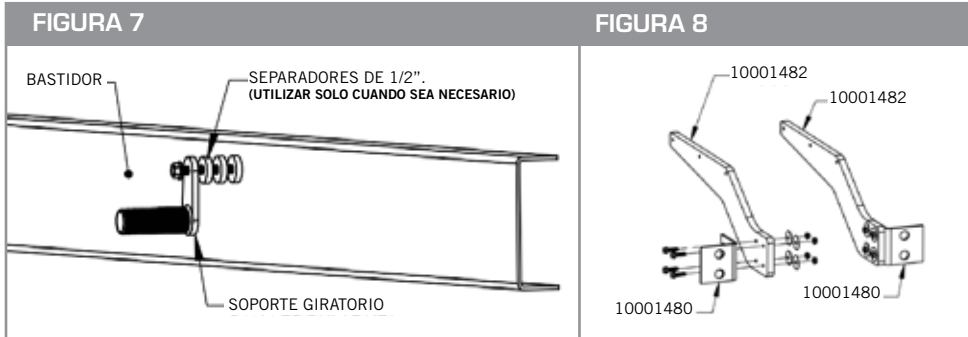 FIGURA 7
BASTIDOR
SEPARADORES DE 1/2”.
(UTILIZAR SOLO CUANDO SEA NECESARIO)
SOPORTE GIRATORIO
FIGURA 8
10001482
10001482
10001480
10001480